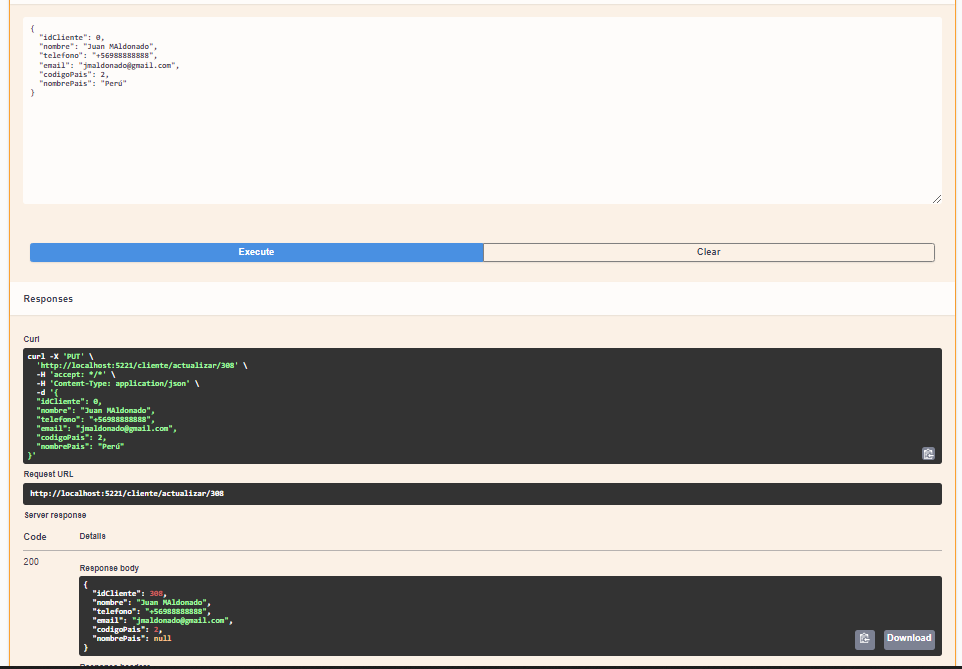 {
"idCliente": 0,
"nombre": "Juan MAldonado",
"telefono": "+56988888888",
"email": "jmaldonado@gmail.com",
"codigoPais": 2,
"nombrePais": "Perú"
}
Execute
Clear
Responses
Curl
curl -X 'PUT' \
'http://localhost:5221/cliente/actualizar/308' \
-H 'accept: */*' \
-H 'Content-Type: application/json' \
-d '{
"idCliente": 0,
"nombre": "Juan MAldonado",
"telefono": "+56988888888",
"email": "jmaldonado@gmail.com",
"codigoPais": 2,
"nombrePais": "Perú"
}'
Request URL
http://localhost:5221/cliente/actualizar/308
Server response
Code
Details
200
Response body
{
"idCliente": 308,
"nombre": "Juan MAldonado",
"telefono": "+56988888888",
"email": "jmaldonado@gmail.com",
"codigoPais": 2,
"nombrePais": null
}
Download
Response headers